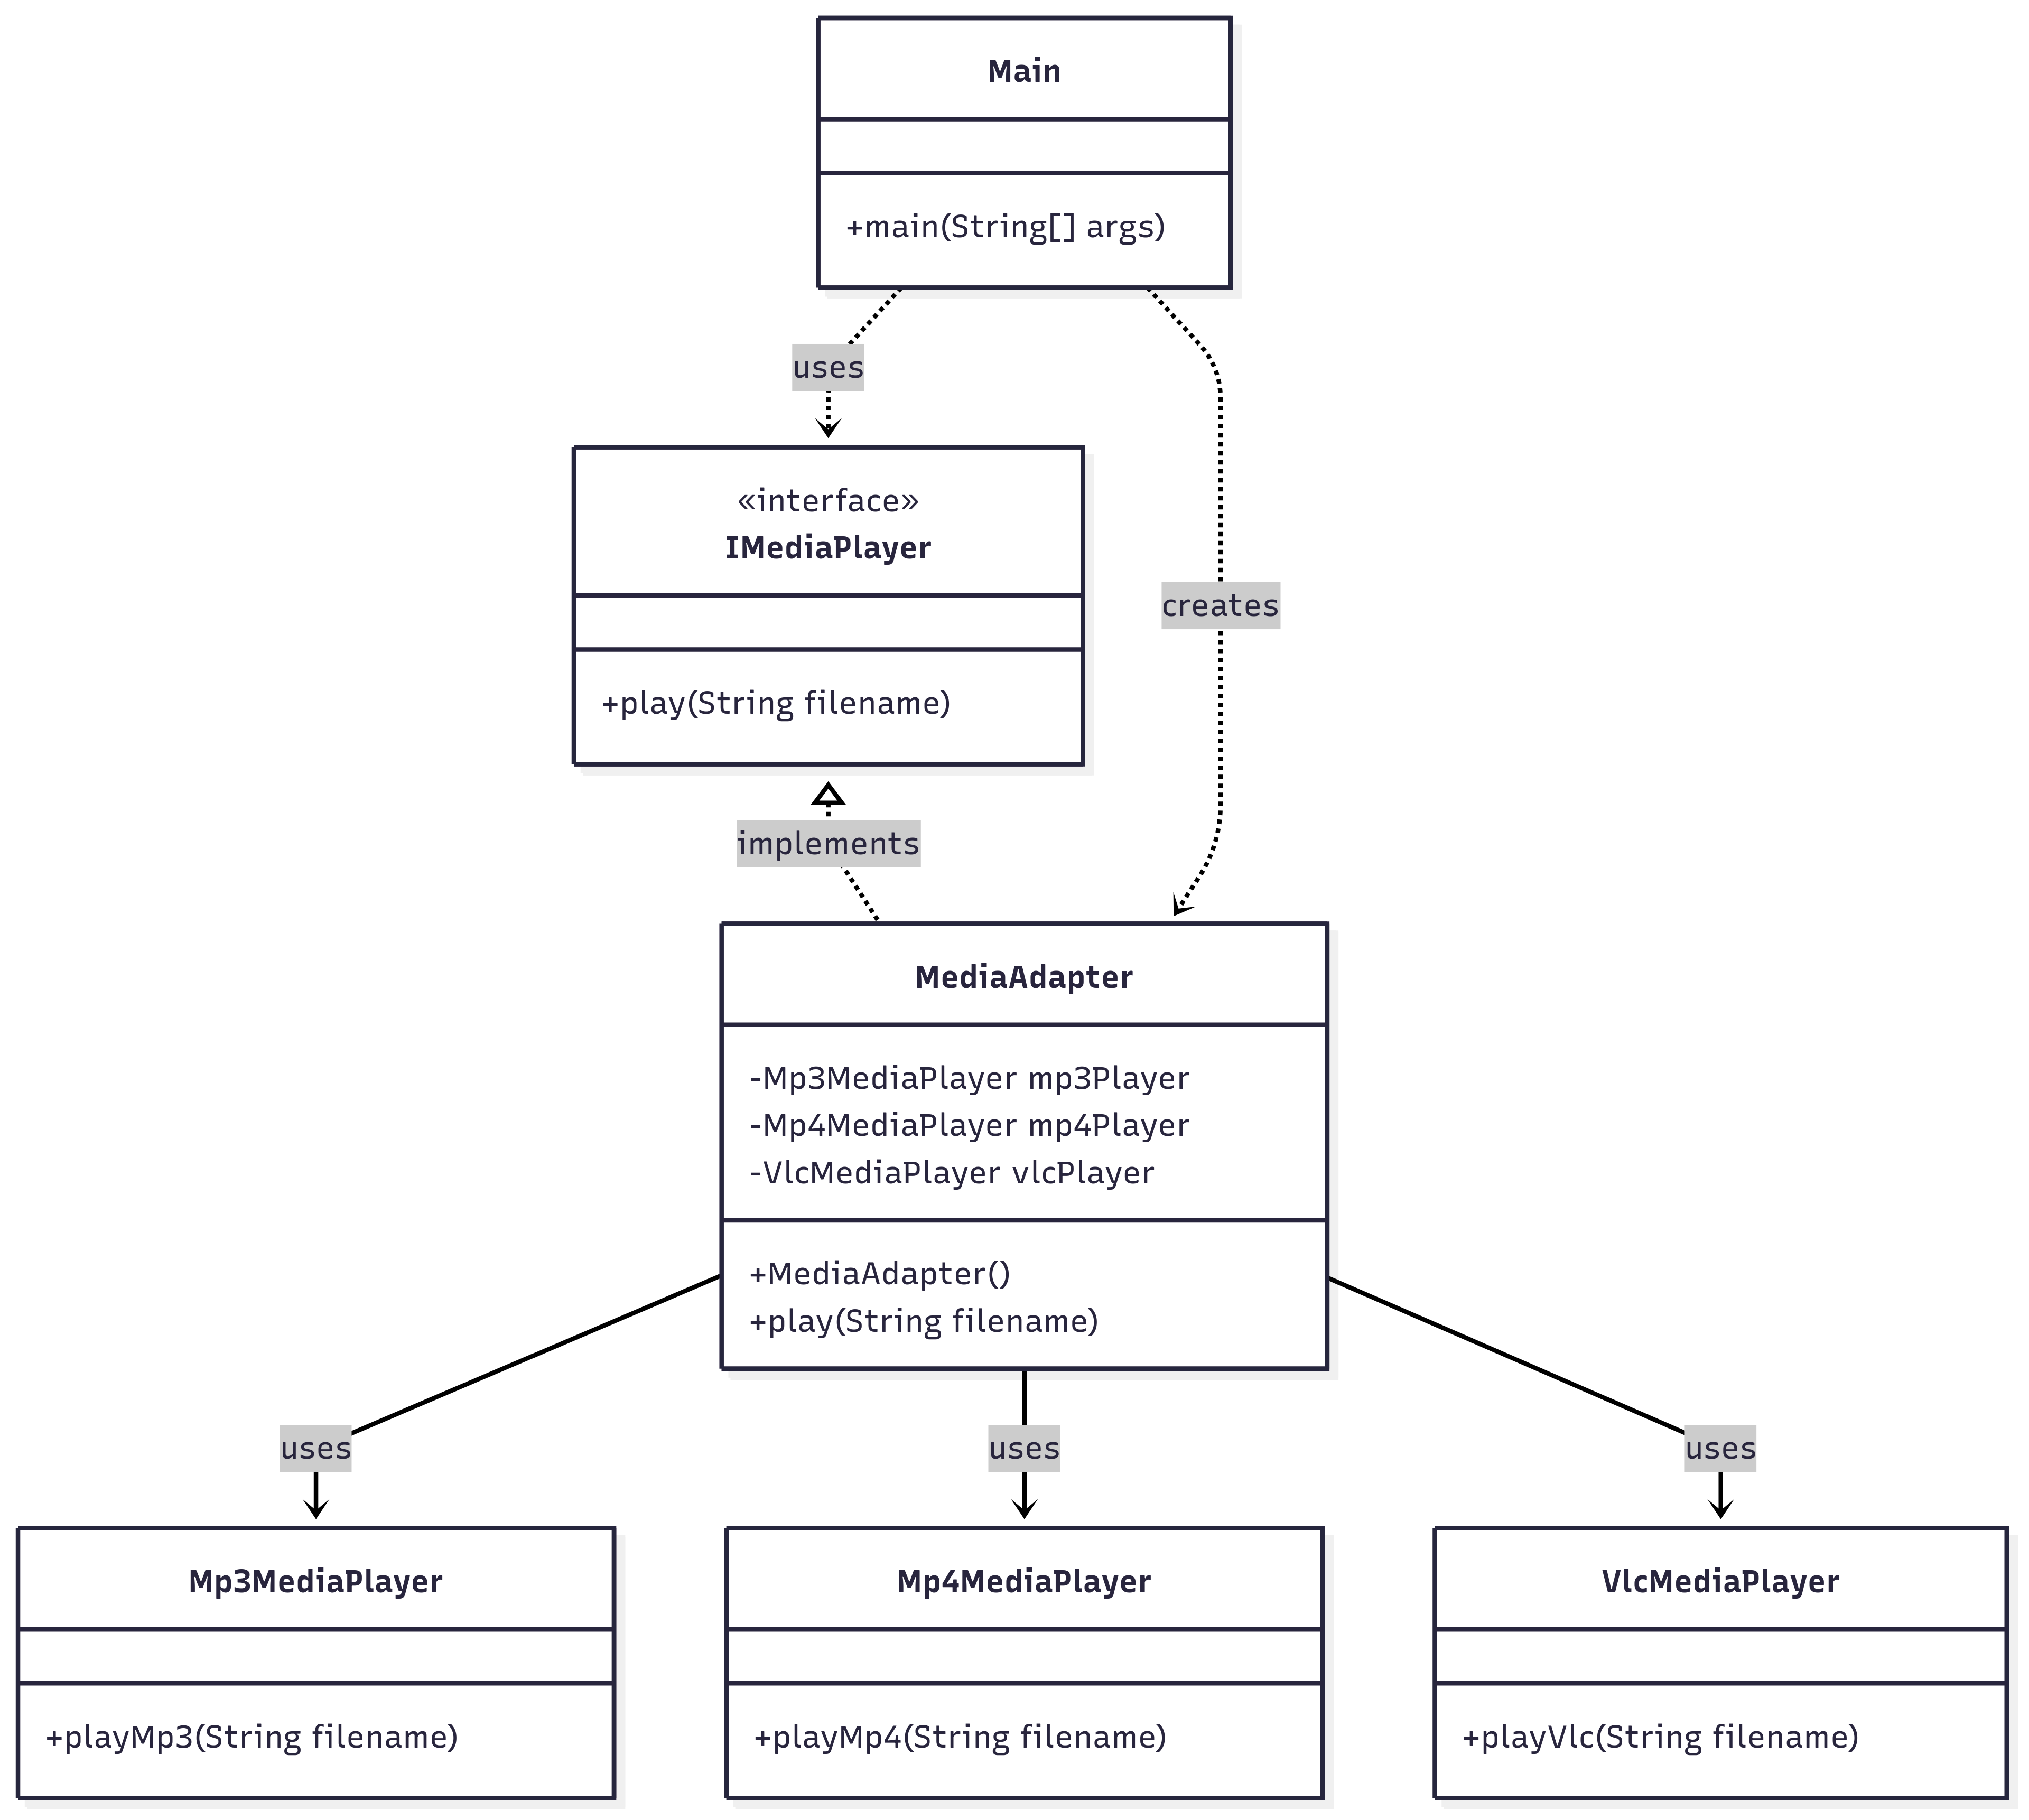 Main
+main(String[] args)
uses
«interface»
IMediaPlayer
creates
+play(String filename)
implements
MediaAdapter
-Mp3MediaPlayer mp3Player
-Mp4MediaPlayer mp4Player
-VlcMediaPlayer vlcPlayer
+MediaAdapter()
+play(String filename)
uses
uses
uses
Mp3MediaPlayer
+playMp3(String filename)
Mp4MediaPlayer
+playMp4(String filename)
VlcMediaPlayer
+playVlc(String filename)